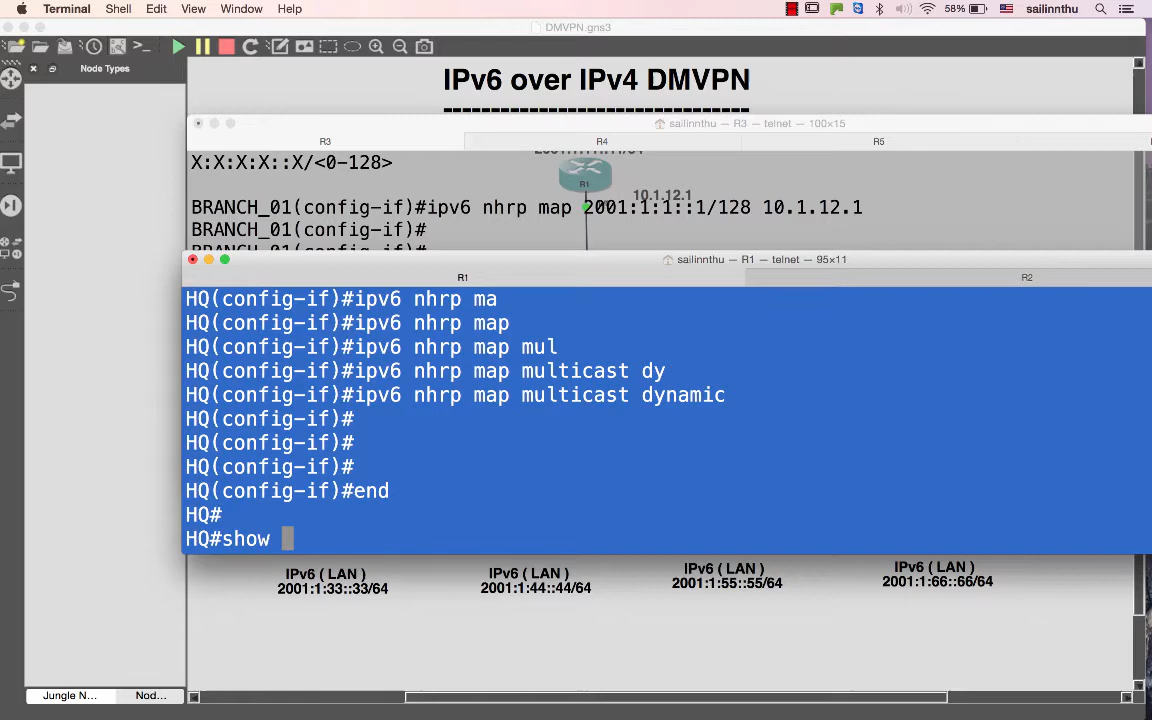 Terminal Shell Edit View Window Help 58% sailinnthu
DMVPN.gns3
Node Types
IPv6 over IPv4 DMVPN
-------------------------------
sailinnthu — R3 — telnet — 100×15
R3 R4 R5
X:X:X:X::X/<0-128>
R1
10.1.12.1
BRANCH_01(config-if)#ipv6 nhrp map 2001:1:1::1/128 10.1.12.1
BRANCH_01(config-if)#
BRANCH_01(config-if)#
sailinnthu — R1 — telnet — 95×11
R1 R2
HQ(config-if)#ipv6 nhrp ma
HQ(config-if)#ipv6 nhrp map
HQ(config-if)#ipv6 nhrp map mul
HQ(config-if)#ipv6 nhrp map multicast dy
HQ(config-if)#ipv6 nhrp map multicast dynamic
HQ(config-if)#
HQ(config-if)#
HQ(config-if)#
HQ(config-if)#end
HQ#
HQ#show
IPv6 ( LAN ) IPv6 ( LAN ) IPv6 ( LAN ) IPv6 ( LAN )
2001:1:33::33/64 2001:1:44::44/64 2001:1:55::55/64 2001:1:66::66/64
Jungle N... Nod...